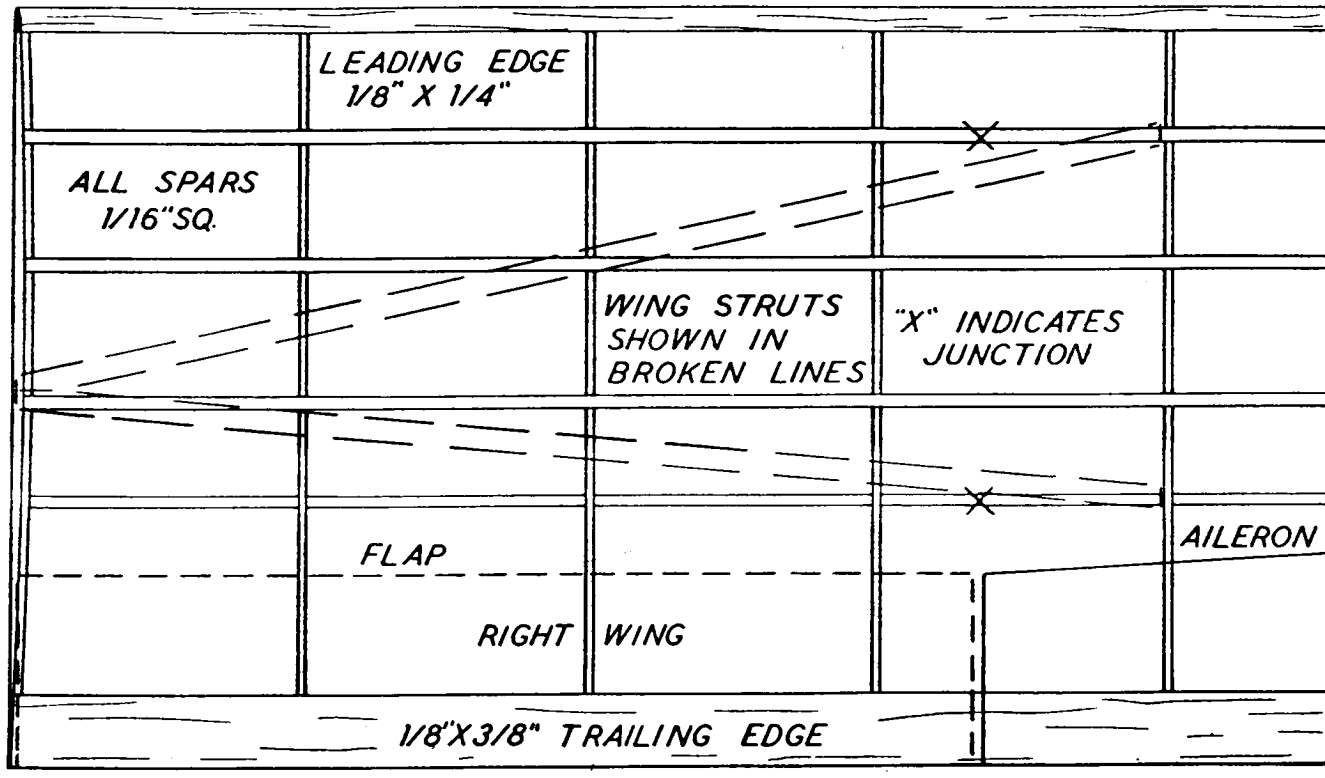 LEADING EDGE
1/8" X 1/4"
ALL SPARS
1/16" SQ.
WING STRUTS
SHOWN IN
BROKEN LINES
"X" INDICATES
JUNCTION
FLAP
AILERON
RIGHT WING
1/8"X3/8" TRAILING EDGE